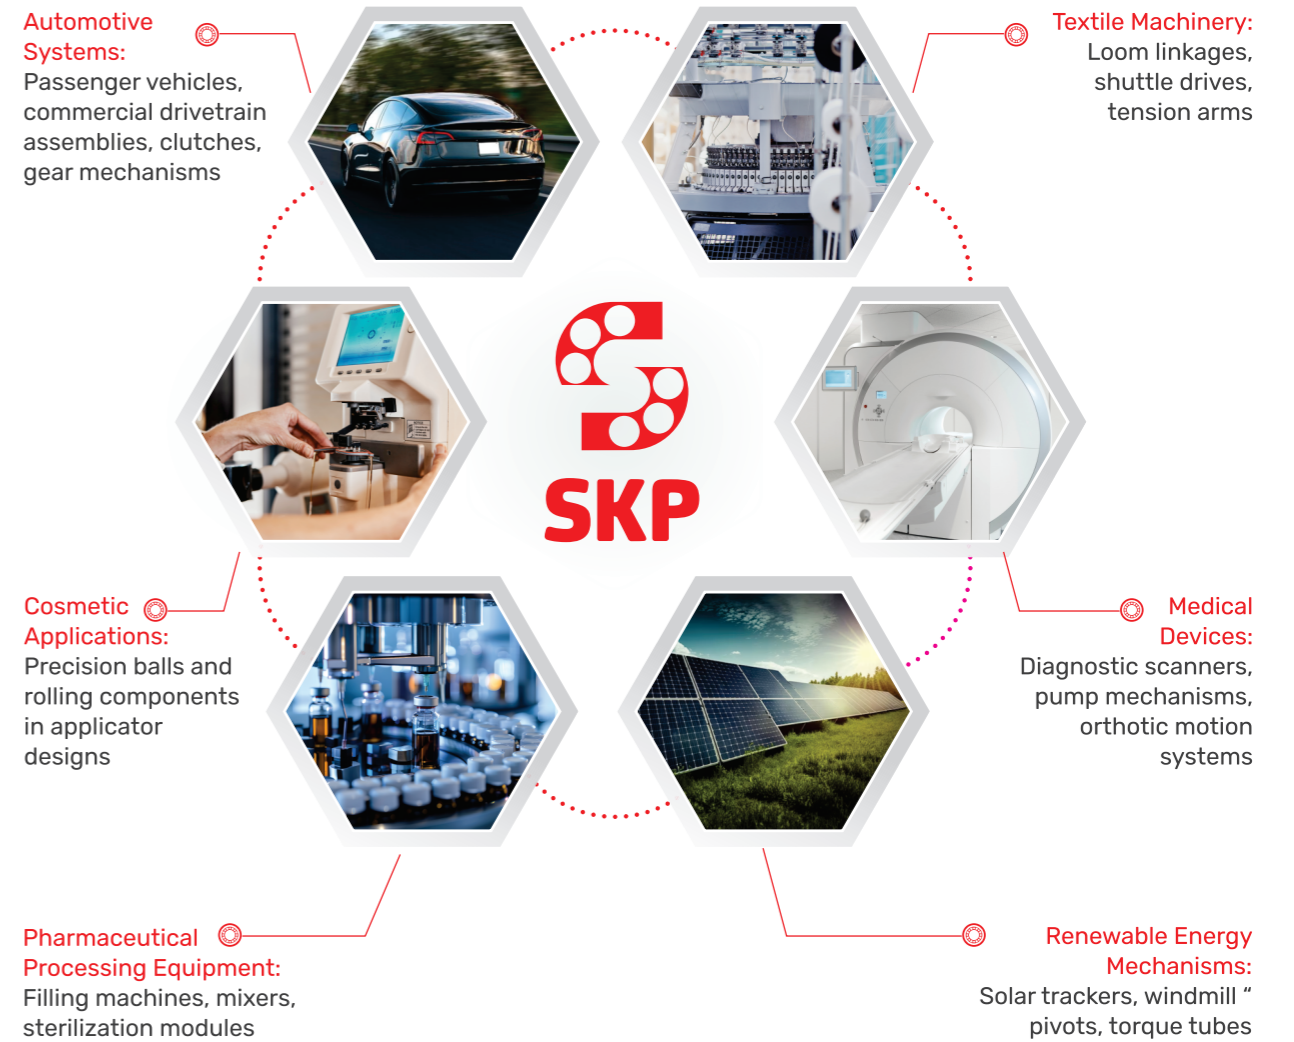 Automotive
Systems:
Passenger vehicles,
commercial drivetrain
assemblies, clutches,
gear mechanisms
Textile Machinery:
Loom linkages,
shuttle drives,
tension arms
SKP
Cosmetic
Applications:
Precision balls and
rolling components
in applicator
designs
Medical
Devices:
Diagnostic scanners,
pump mechanisms,
orthotic motion
systems
Pharmaceutical
Processing Equipment:
Filling machines, mixers,
sterilization modules
Renewable Energy
Mechanisms:
Solar trackers, windmill “
pivots, torque tubes